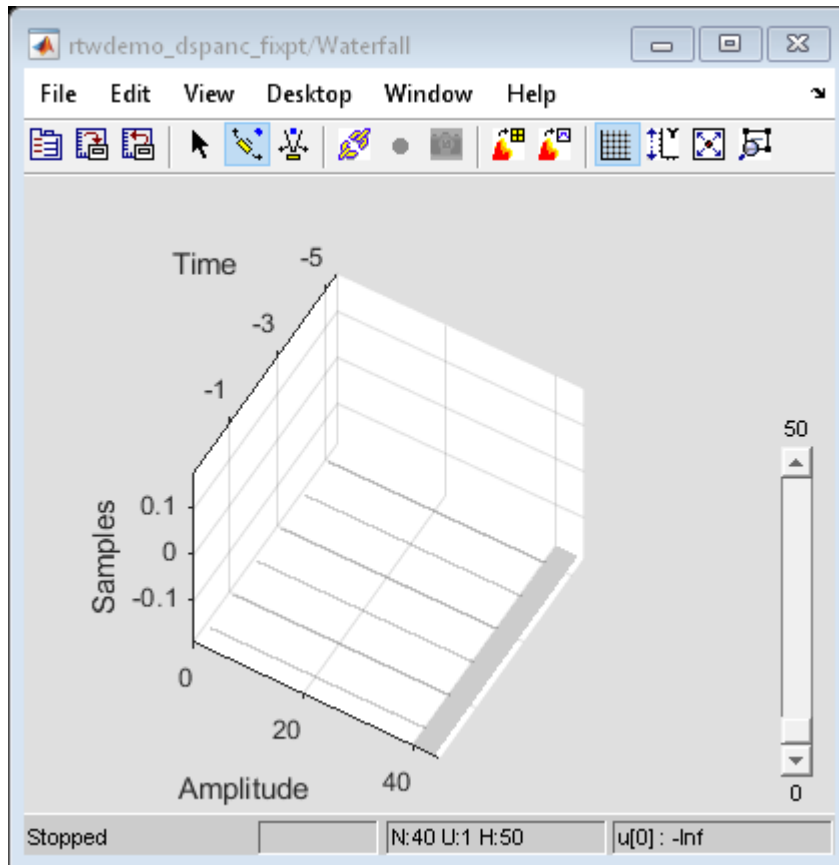 rtwdemo_dspanc_fixpt/Waterfall
File Edit View Desktop Window Help
Time
-5
-3
-1
50
Samples
0.1
0
-0.1
0
20
40
Amplitude
0
Stopped N:40 U:1 H:50 u[0] : -Inf